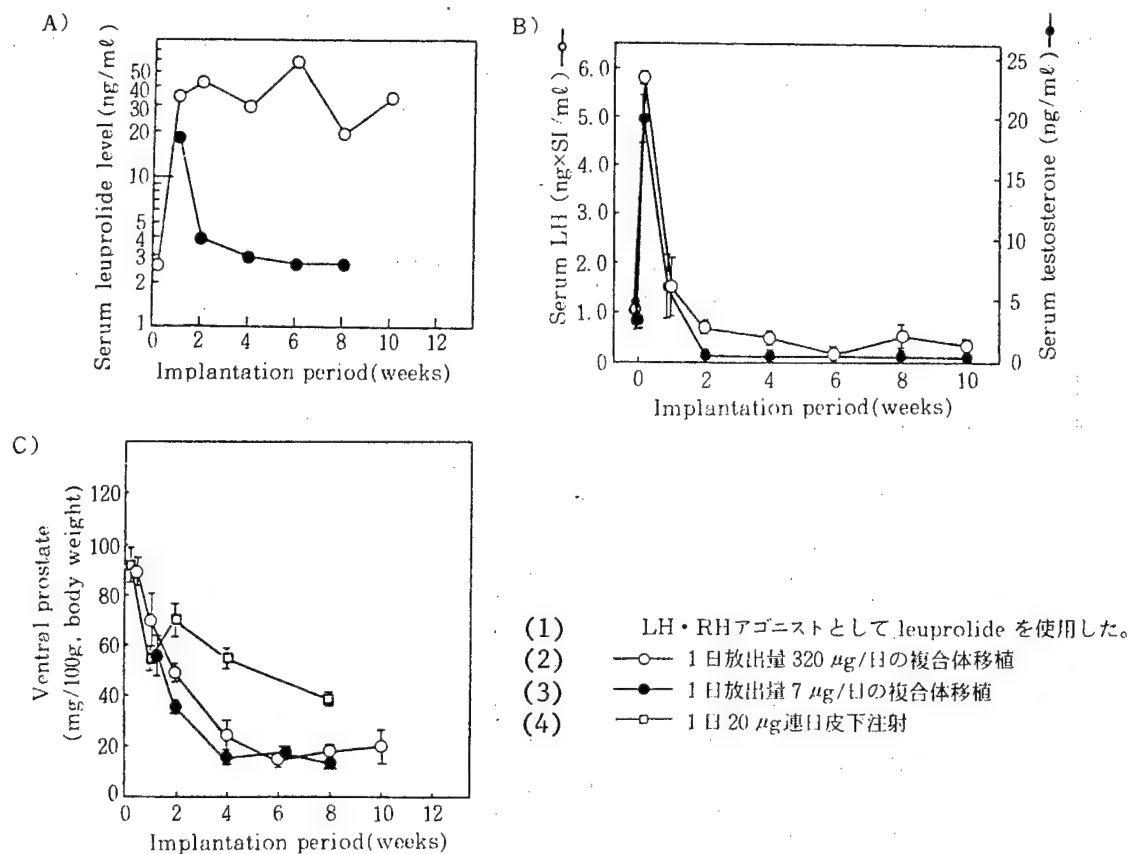 A)
Serum leuprolide level (ng/mℓ)
50
40
30
20
10
5
4
3
2
1
0 2 4 6 8 10 12
Implantation period(weeks)
B)
Serum LH (ng×SI/mℓ)
6.0
5.0
4.0
3.0
2.0
1.0
0
Serum testosterone (ng/mℓ)
25
20
15
10
5
0
0 2 4 6 8 10
Implantation period(weeks)
C)
Ventral prostate
(mg/100g, body weight)
120
100
80
60
40
20
0
0 2 4 6 8 10 12
Implantation period(weeks)
(1) LH・RHアゴニストとして leuprolide を使用した。
(2) 1日放出量 320 μg/日の複合体移植
(3) 1日放出量 7 μg/日の複合体移植
(4) 1日 20 μg連日皮下注射